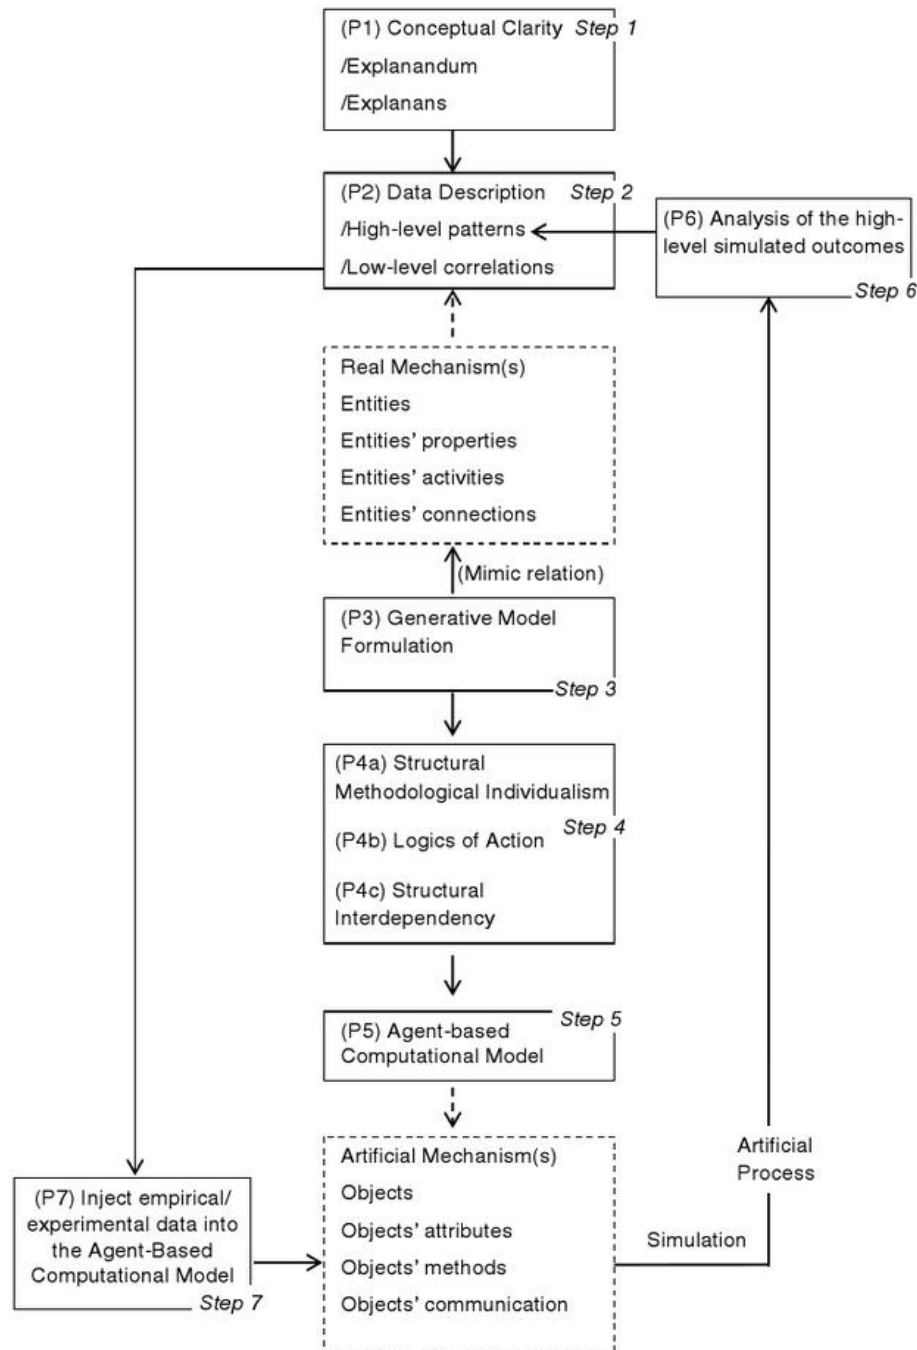 (P1) Conceptual Clarity Step 1
/Explanandum
/Explanans
(P2) Data Description Step 2
/High-level patterns
/Low-level correlations
(P6) Analysis of the high-
level simulated outcomes
Step 6
Real Mechanism(s)
Entities
Entities’ properties
Entities’ activities
Entities’ connections
(Mimic relation)
(P3) Generative Model
Formulation
Step 3
(P4a) Structural
Methodological Individualism
Step 4
(P4b) Logics of Action
(P4c) Structural
Interdependency
Step 5
(P5) Agent-based
Computational Model
Artificial Mechanism(s)
Objects
Objects’ attributes
Objects’ methods
Objects’ communication
(P7) Inject empirical/
experimental data into
the Agent-Based
Computational Model
Step 7
Simulation
Artificial
Process